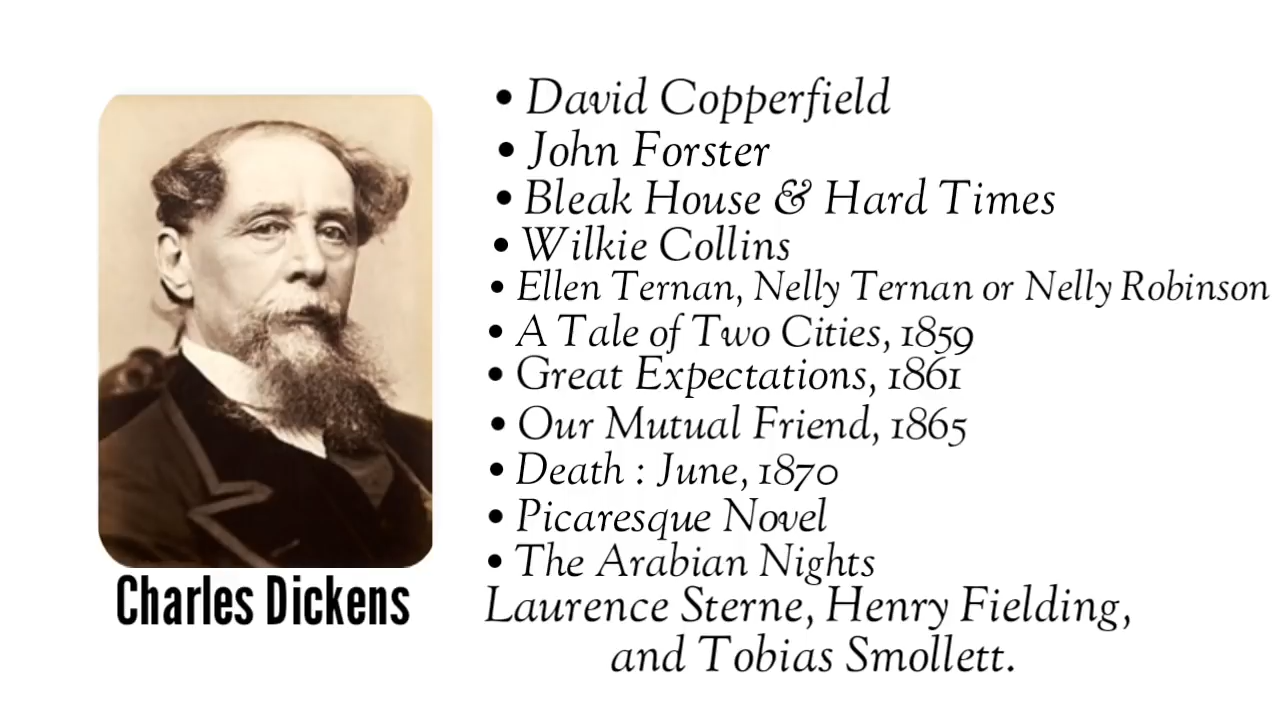 • David Copperfield
• John Forster
• Bleak House & Hard Times
• Wilkie Collins
• Ellen Ternan, Nelly Ternan or Nelly Robinson
• A Tale of Two Cities, 1859
• Great Expectations, 1861
• Our Mutual Friend, 1865
• Death : June, 1870
• Picaresque Novel
• The Arabian Nights
Laurence Sterne, Henry Fielding,
and Tobias Smollett.
Charles Dickens